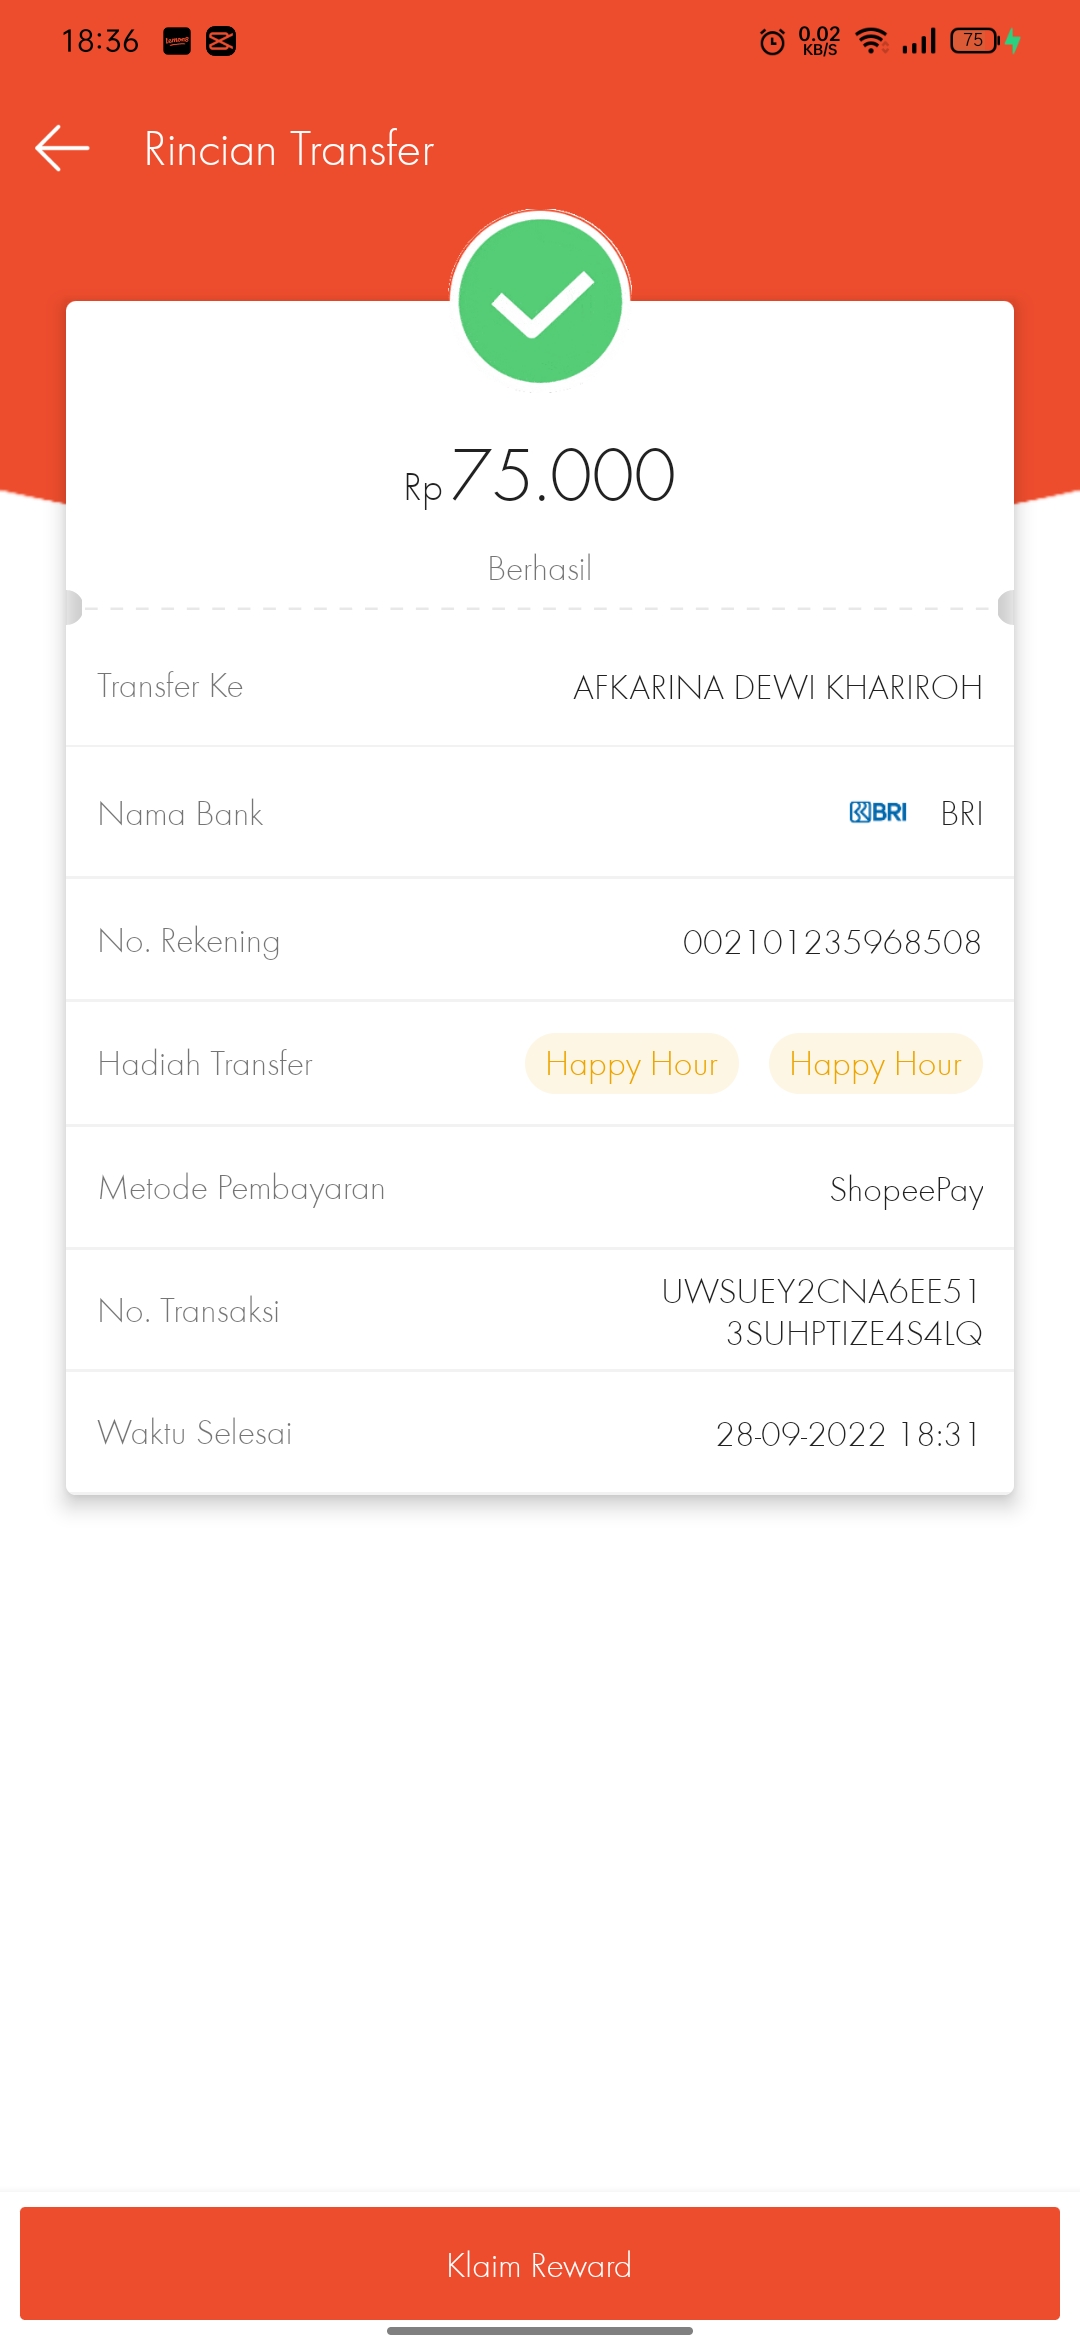 18:36 lemon8 0.02 KB/S 75
Rincian Transfer
Rp75.000
Berhasil
Transfer Ke AFKARINA DEWI KHARIROH
Nama Bank BRI BRI
No. Rekening 002101235968508
Hadiah Transfer Happy Hour Happy Hour
Metode Pembayaran ShopeePay
No. Transaksi UWSUEY2CNA6EE51
3SUHPTIZE4S4LQ
Waktu Selesai 28-09-2022 18:31
Klaim Reward